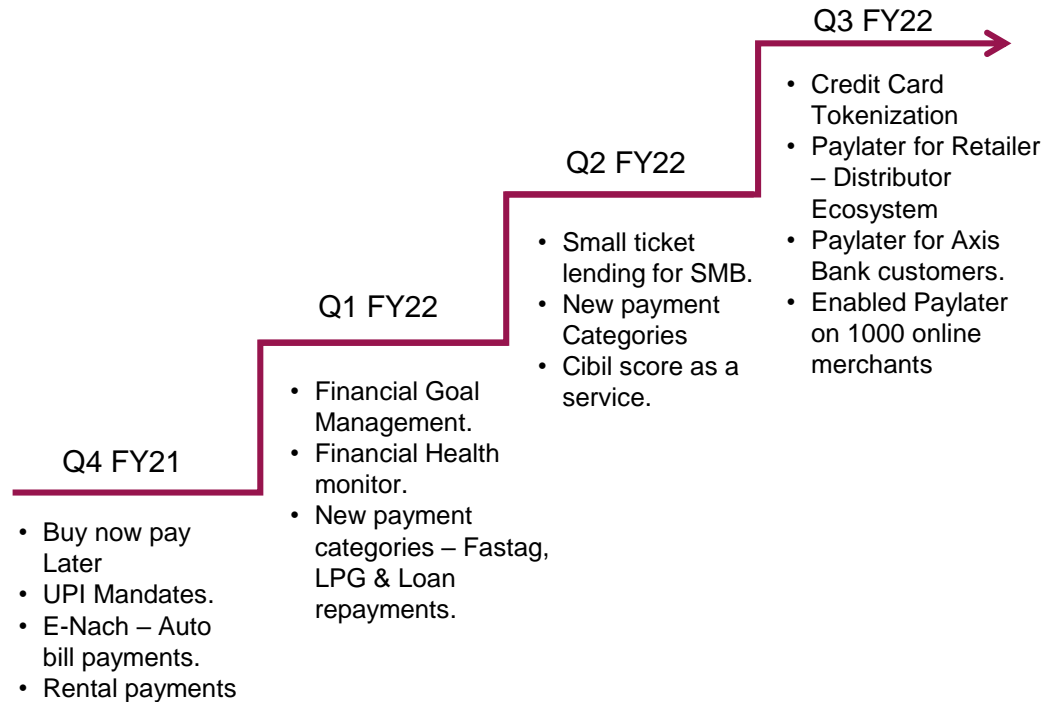 Q4 FY21
• Buy now pay
Later
• UPI Mandates.
• E-Nach – Auto
bill payments.
• Rental payments
Q1 FY22
• Financial Goal
Management.
• Financial Health
monitor.
• New payment
categories – Fastag,
LPG & Loan
repayments.
Q2 FY22
• Small ticket
lending for SMB.
• New payment
Categories
• Cibil score as a
service.
Q3 FY22
• Credit Card
Tokenization
• Paylater for Retailer
– Distributor
Ecosystem
• Paylater for Axis
Bank customers.
• Enabled Paylater
on 1000 online
merchants